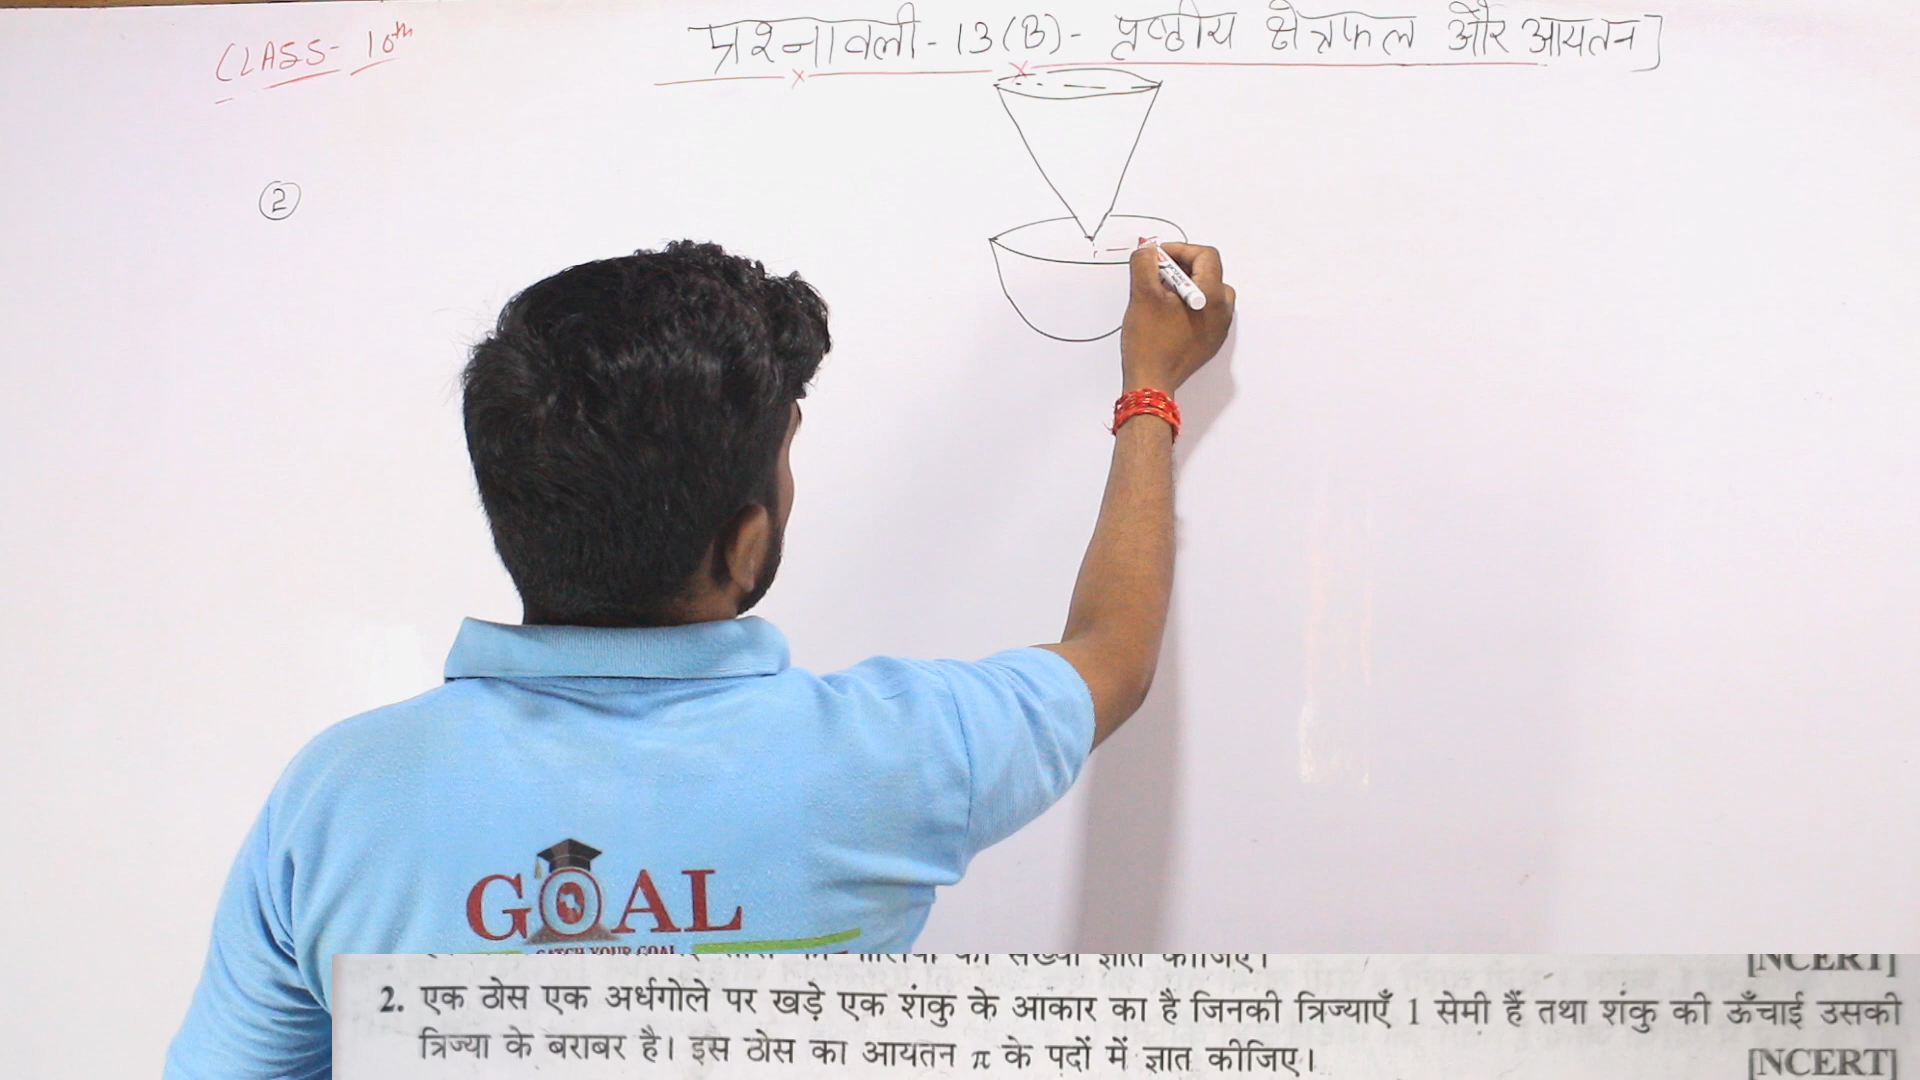 CLASS- 10th
प्रश्नावली-13(B)- पृष्ठीय क्षेत्रफल और आयतन]
2
GOAL
CATCH YOUR GOAL
संख्या ज्ञात कीजिए।
[NCERT]
2. एक ठोस एक अर्धगोले पर खड़े एक शंकु के आकार का है जिनकी त्रिज्याएँ 1 सेमी हैं तथा शंकु की ऊँचाई उसकी
त्रिज्या के बराबर है। इस ठोस का आयतन π के पदों में ज्ञात कीजिए।
[NCERT]